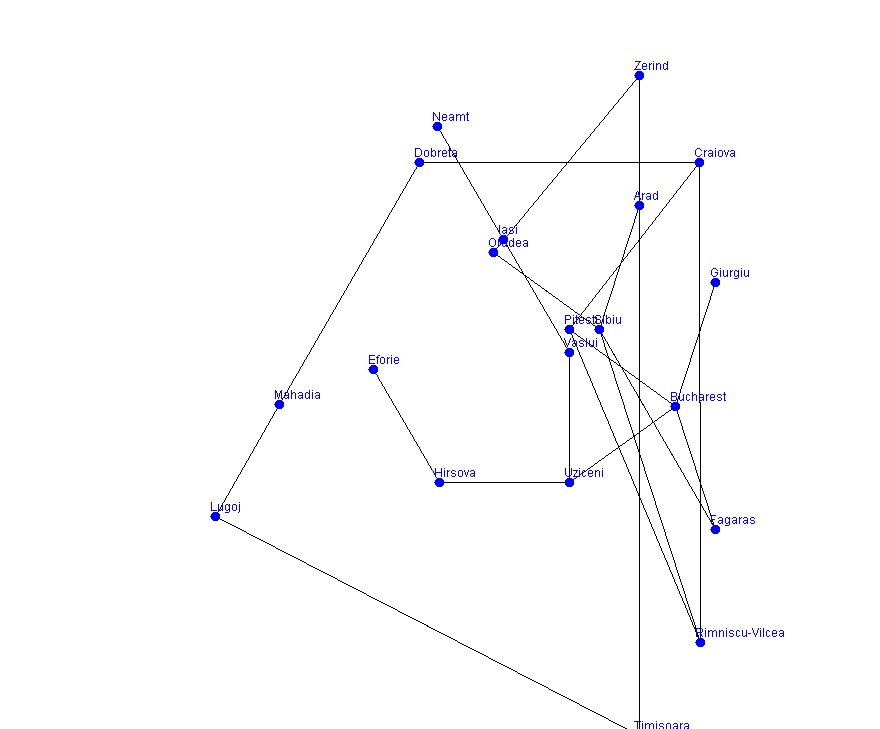 Zerind
Neamt
Dobreta
Craiova
Arad
Iasi
Oradea
Giurgiu
Pitesti
Sibiu
Vaslui
Eforie
Mahadia
Bucharest
Hirsova
Uziceni
Lugoj
Fagaras
Rimniscu-Vilcea
Timisoara